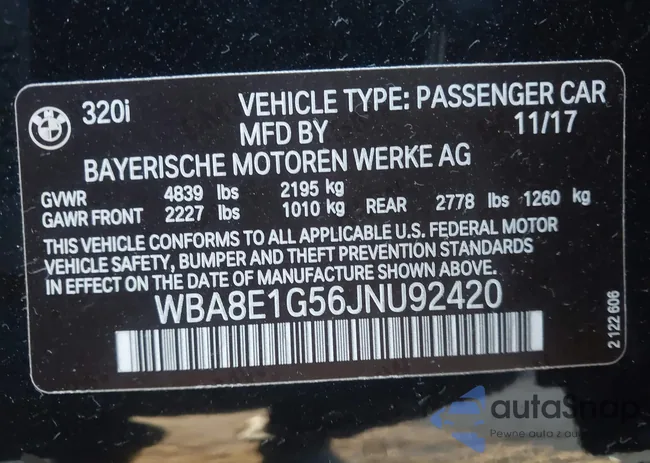 320i VEHICLE TYPE: PASSENGER CAR
MFD BY 11/17
BAYERISCHE MOTOREN WERKE AG
GVWR 4839 lbs 2195 kg
GAWR FRONT 2227 lbs 1010 kg REAR 2778 lbs 1260 kg
THIS VEHICLE CONFORMS TO ALL APPLICABLE U.S. FEDERAL MOTOR
VEHICLE SAFETY, BUMPER AND THEFT PREVENTION STANDARDS
IN EFFECT ON THE DATE OF MANUFACTURE SHOWN ABOVE.
WBA8E1G56JNU92420
2 122 606
autaSnap
Pewne auto z